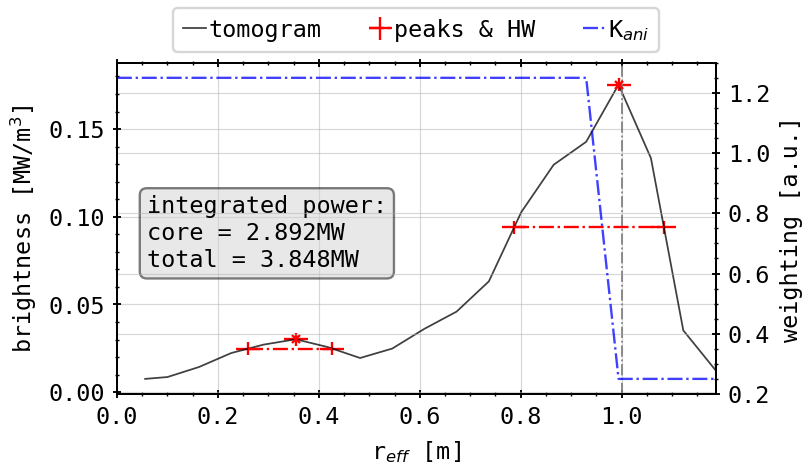 tomogram peaks & HW K_ani
brightness [MW/m³]
0.15
0.10
0.05
0.00
integrated power:
core = 2.892MW
total = 3.848MW
1.2
1.0
0.8
0.6
0.4
0.2
weighting [a.u.]
0.0 0.2 0.4 0.6 0.8 1.0
r_eff [m]